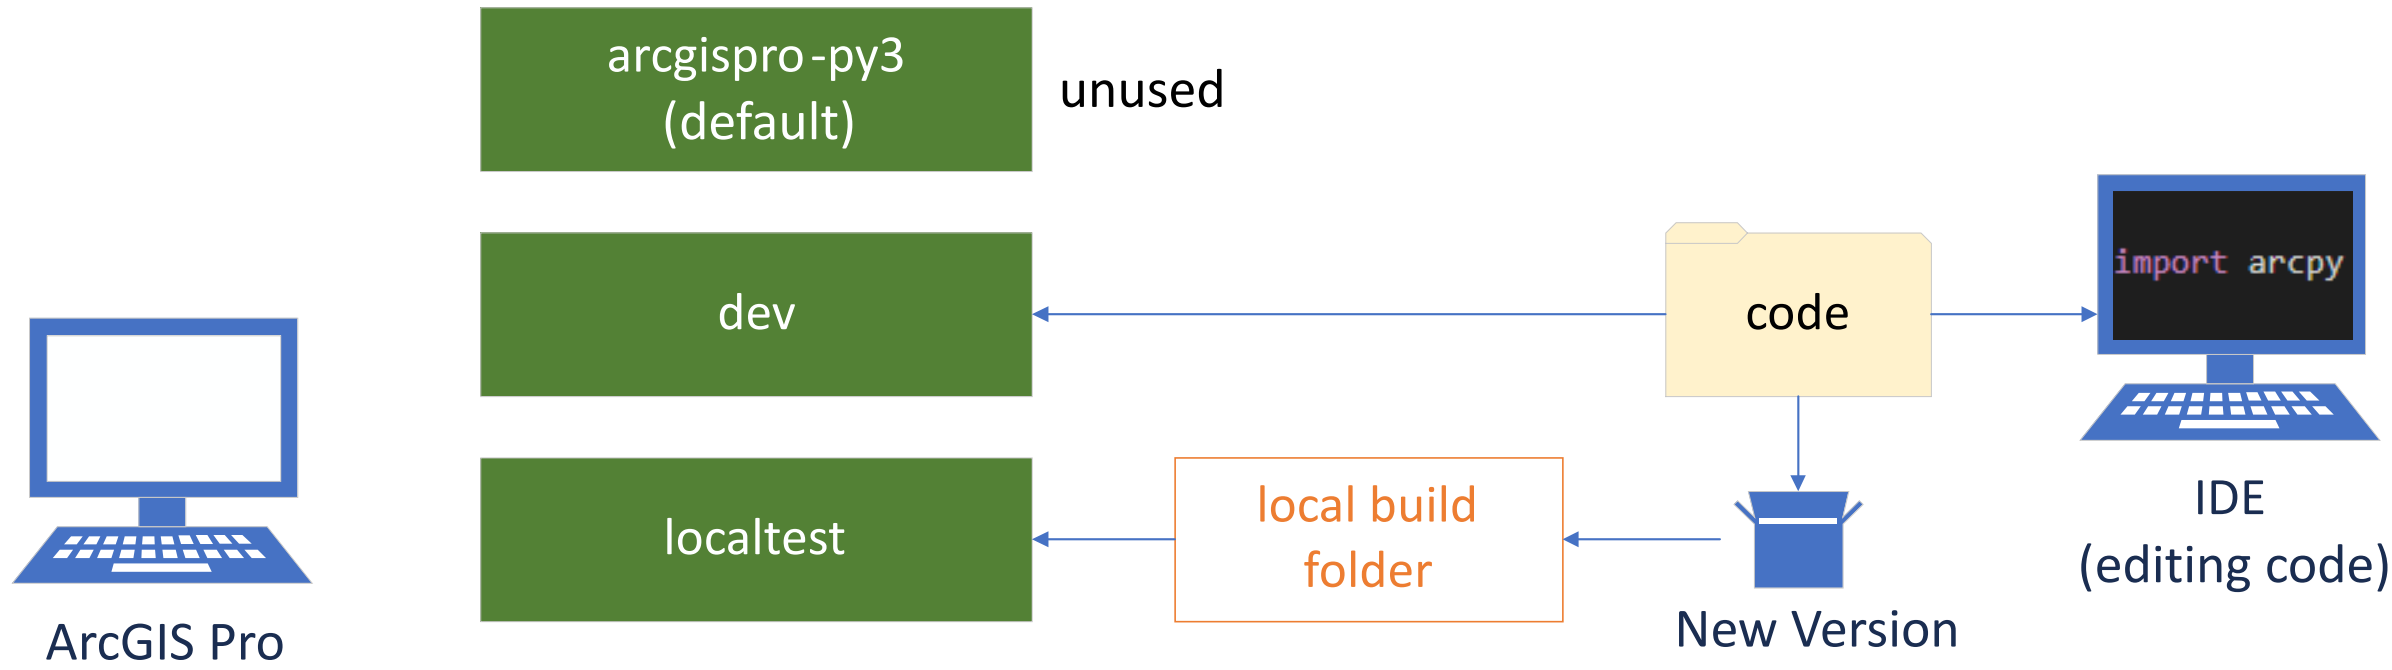 arcgispro-py3
(default)
unused
dev
code
import arcpy
localtest
local build
folder
IDE
(editing code)
ArcGIS Pro
New Version